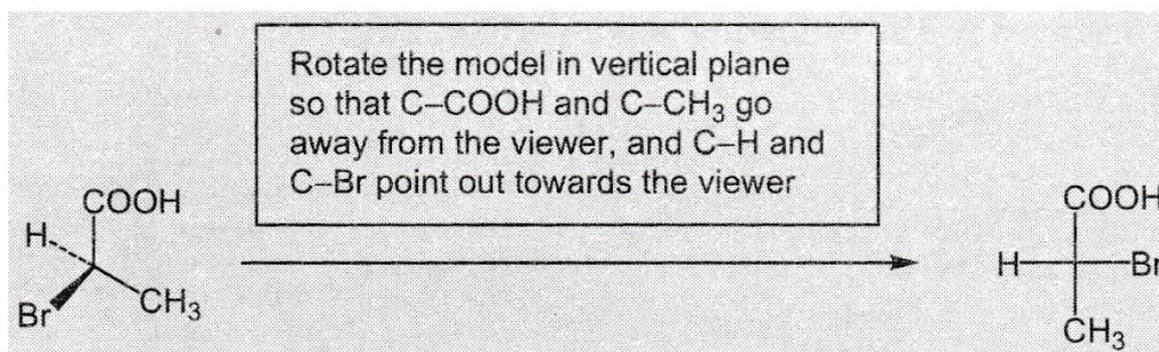 Rotate the model in vertical plane
so that C–COOH and C–CH₃ go
away from the viewer, and C–H and
C–Br point out towards the viewer
COOH
H
Br
CH₃
COOH
H
Br
CH₃